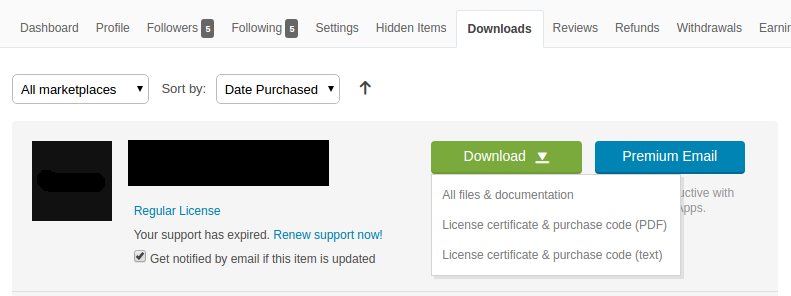 Dashboard Profile Followers 5 Following 5 Settings Hidden Items Downloads Reviews Refunds Withdrawals
All marketplaces Sort by: Date Purchased
Download Premium Email
All files & documentation
with
Regular License
License certificate & purchase code (PDF) Apps.
Your support has expired. Renew support now!
Get notified by email if this item is updated
License certificate & purchase code (text)